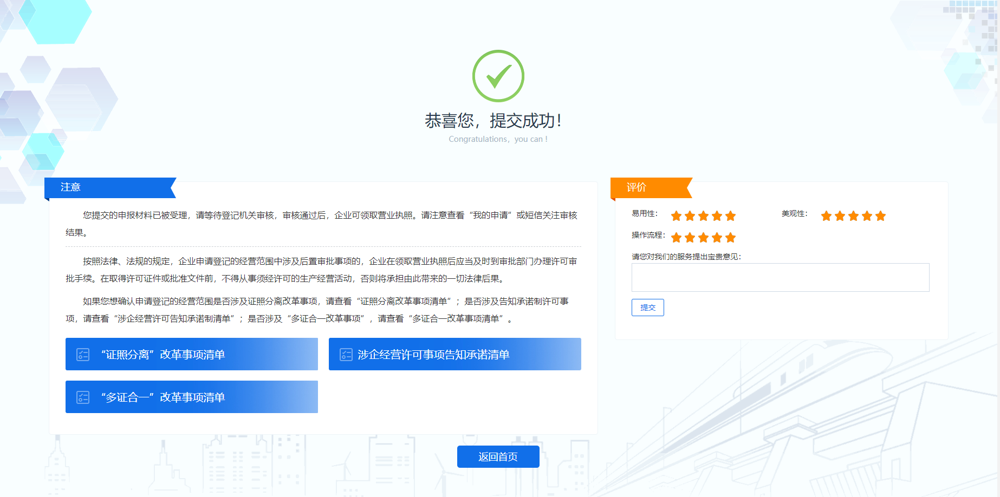 恭喜您，提交成功！
Congratulations，you can !
注意
您提交的申报材料已被受理，请等待登记机关审核，审核通过后，企业可领取营业执照。请注意查看“我的申请”或短信关注审核
结果。
按照法律、法规的规定，企业申请登记的经营范围中涉及后置审批事项的，企业在领取营业执照后应当及时到审批部门办理许可审
批手续。在取得许可证件或批准文件前，不得从事须经许可的生产经营活动，否则将承担由此带来的一切法律后果。
如果您想确认申请登记的经营范围是否涉及证照分离改革事项，请查看“证照分离改革事项清单”；是否涉及告知承诺制许可事
项，请查看“涉企经营许可告知承诺制清单”；是否涉及“多证合一改革事项”，请查看“多证合一改革事项清单”。
“证照分离”改革事项清单
涉企经营许可事项告知承诺清单
“多证合一”改革事项清单
评价
易用性：
美观性：
操作流程：
请您对我们的服务提出宝贵意见：
提交
返回首页